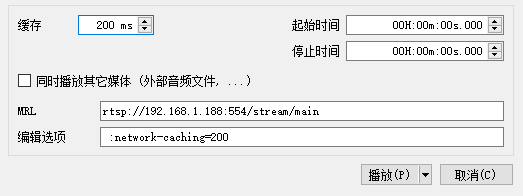 缓存 200 ms 起始时间 00H:00m:00s.000
停止时间 00H:00m:00s.000
同时播放其它媒体 (外部音频文件, ...)
MRL rtsp://192.168.1.188:554/stream/main
编辑选项 :network-caching=200
播放(P) 取消(C)